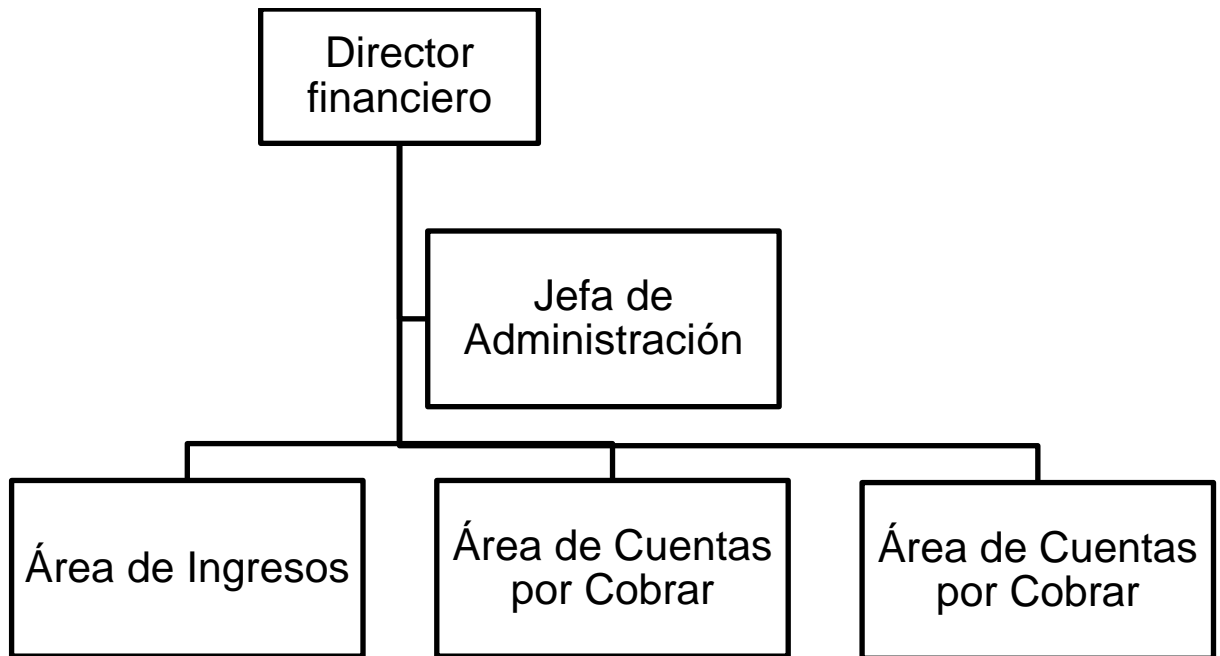 Director
financiero
Jefa de
Administración
Área de Ingresos
Área de Cuentas
por Cobrar
Área de Cuentas
por Cobrar